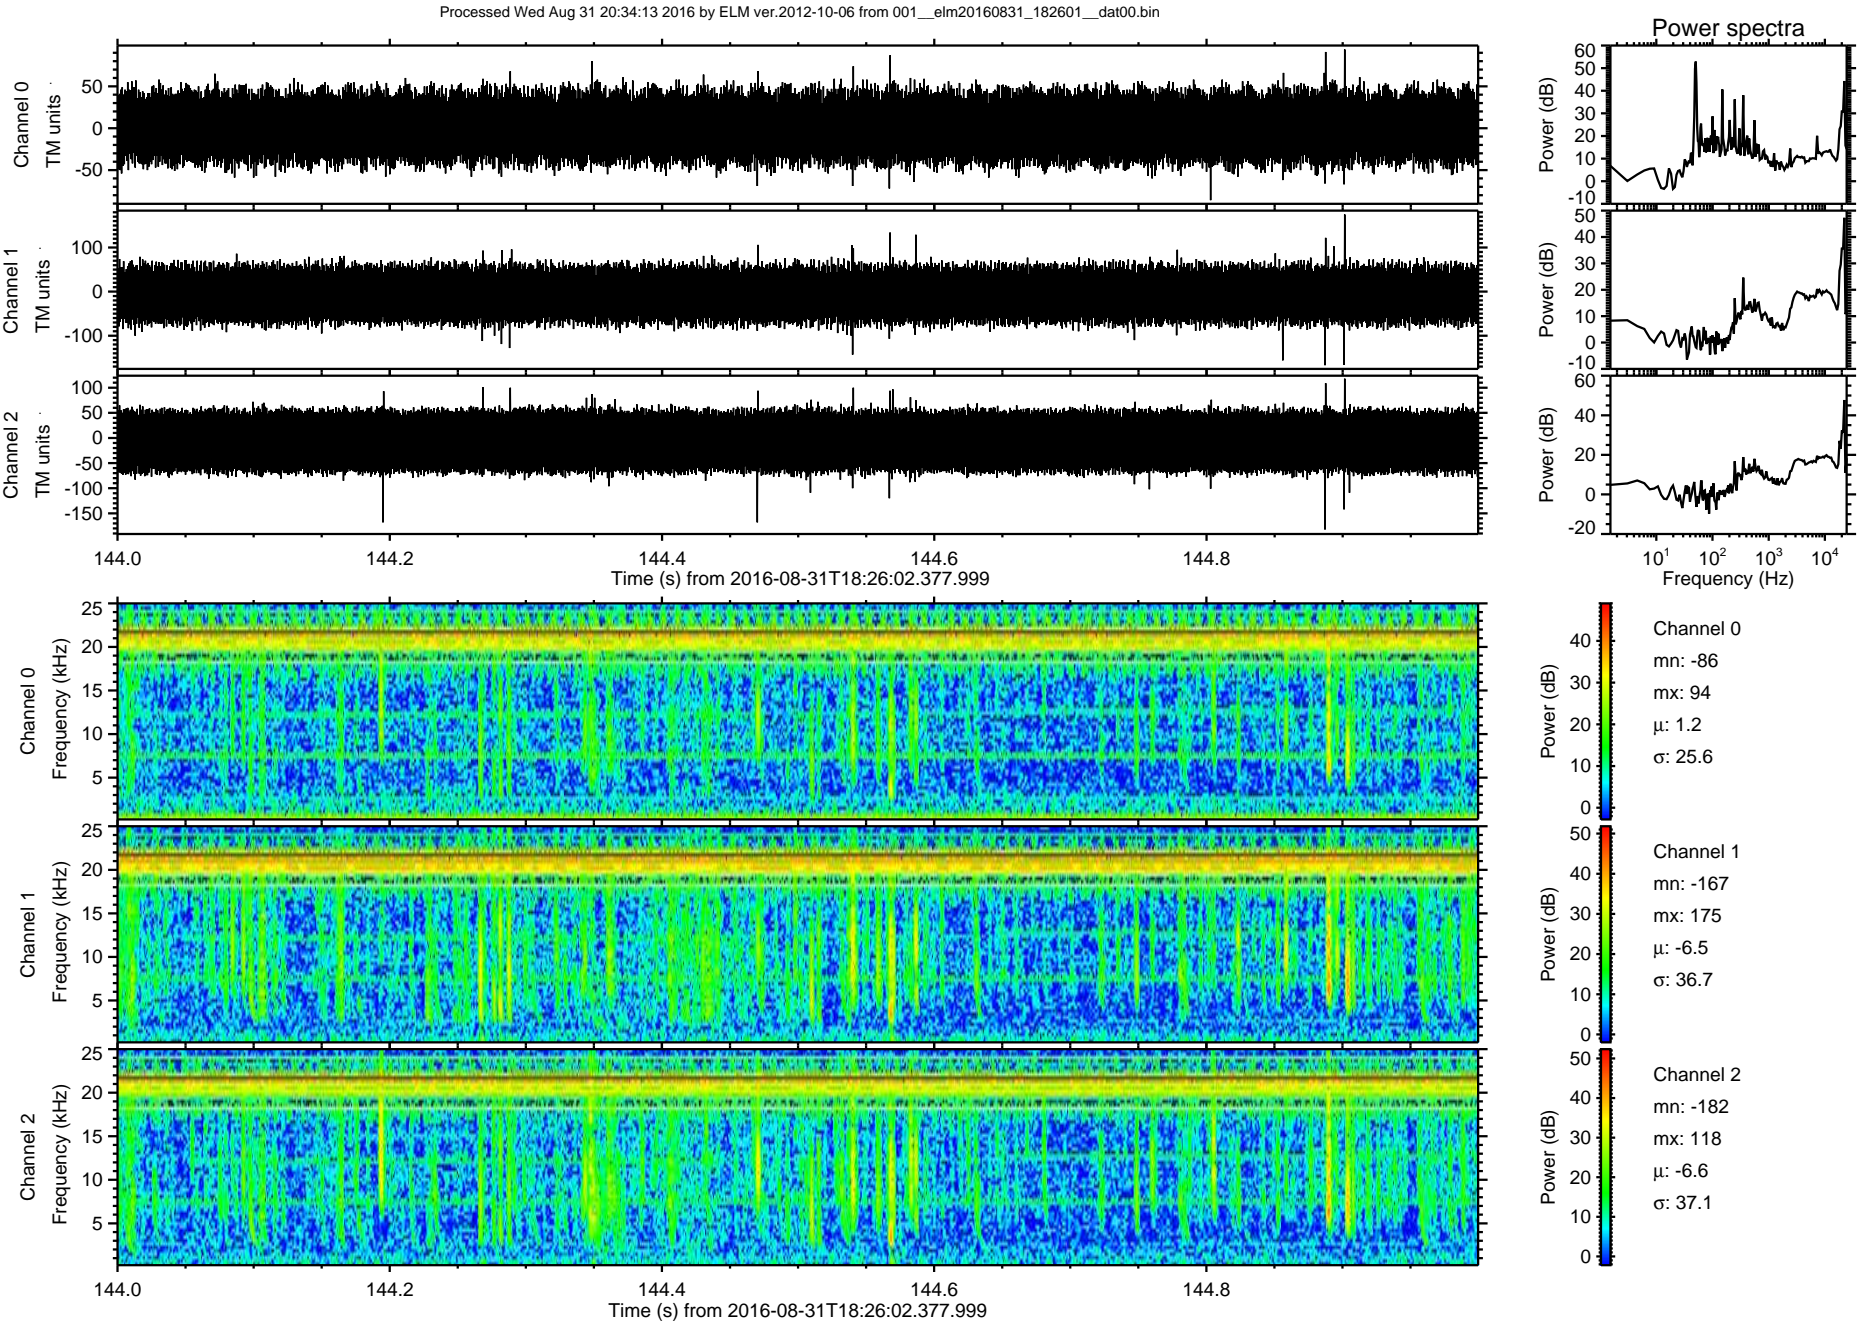 Processed Wed Aug 31 20:34:13 2016 by ELM ver.2012-10-06 from 001__elm20160831_182601__dat00.bin
Power spectra
Channel 0
TM units
50
0
-50
Power (dB)
60
50
40
30
20
10
0
-10
Channel 1
TM units
100
0
-100
Power (dB)
50
40
30
20
10
0
-10
Channel 2
TM units
100
50
0
-50
-100
-150
Power (dB)
60
40
20
0
-20
144.0 144.2 144.4 144.6 144.8
Time (s) from 2016-08-31T18:26:02.377.999
10^1 10^2 10^3 10^4
Frequency (Hz)
Channel 0
Frequency (kHz)
25
20
15
10
5
Power (dB)
40
30
20
10
0
Channel 0
mn: -86
mx: 94
μ: 1.2
σ: 25.6
Channel 1
Frequency (kHz)
25
20
15
10
5
Power (dB)
50
40
30
20
10
0
Channel 1
mn: -167
mx: 175
μ: -6.5
σ: 36.7
Channel 2
Frequency (kHz)
25
20
15
10
5
Power (dB)
50
40
30
20
10
0
Channel 2
mn: -182
mx: 118
μ: -6.6
σ: 37.1
144.0 144.2 144.4 144.6 144.8
Time (s) from 2016-08-31T18:26:02.377.999